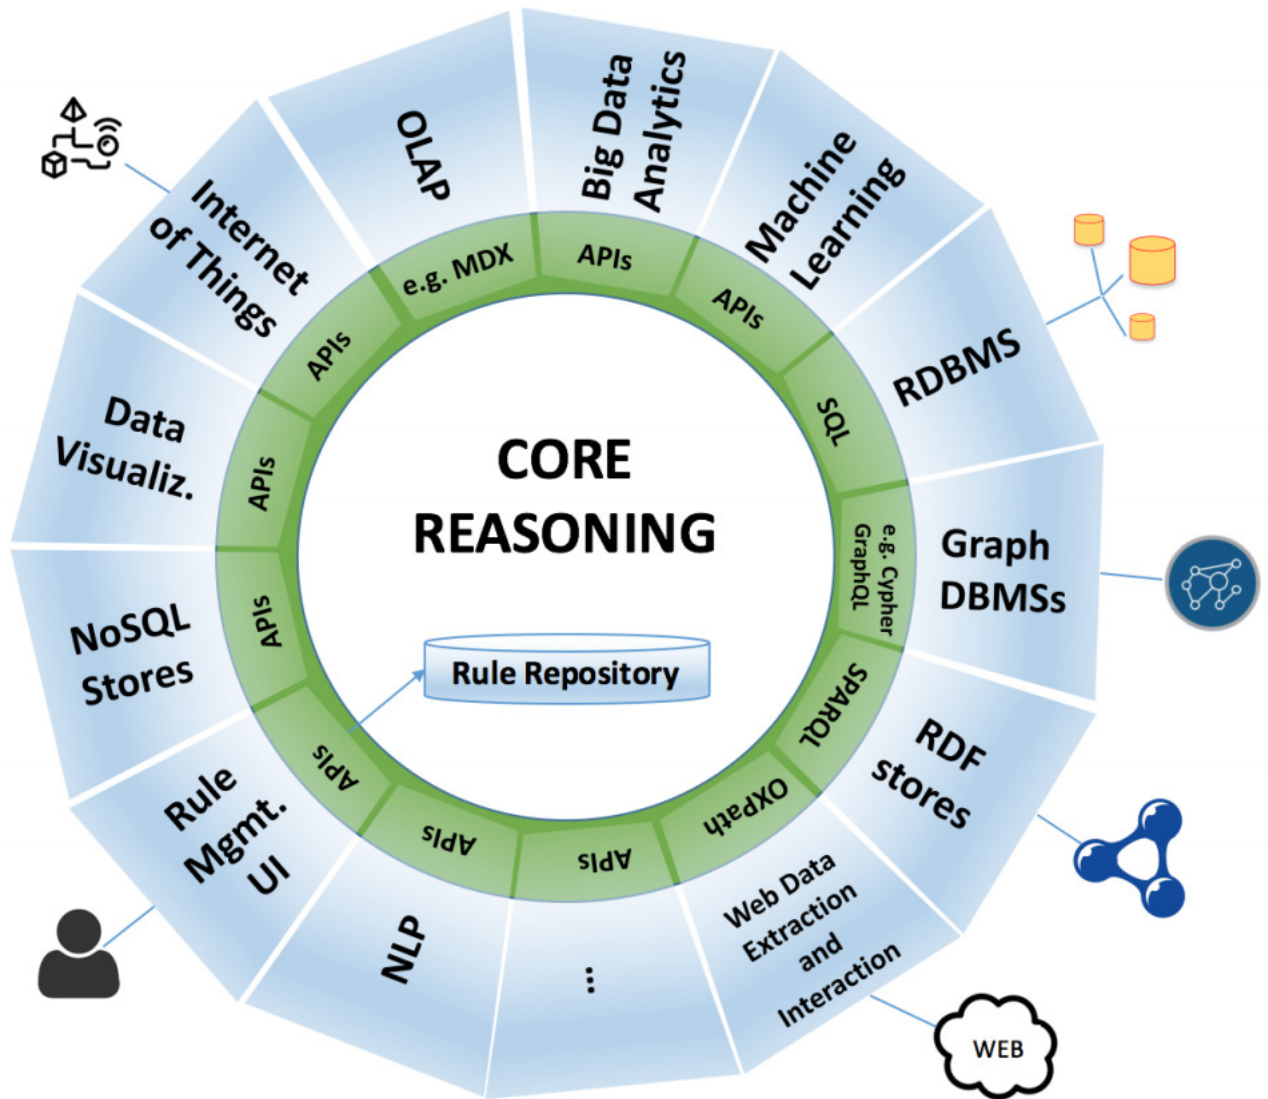 OLAP
Big Data
Analytics
Machine
Learning
RDBMS
Graph
DBMSs
RDF
stores
Web Data
Extraction
and
Interaction
...
NLP
Rule
Mgmt.
UI
NoSQL
Stores
Data
Visualiz.
Internet
of Things
e.g. MDX
APIs
APIs
SQL
e.g. Cypher
GraphQL
SPARQL
OXPath
APIs
APIs
APIs
APIs
APIs
APIs
CORE
REASONING
Rule Repository
WEB